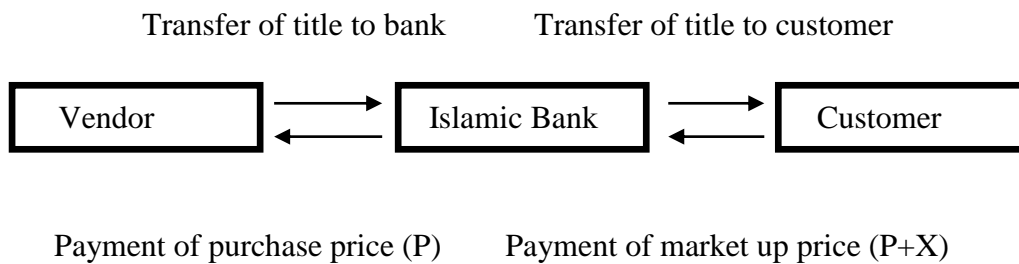 Transfer of title to bank Transfer of title to customer
Vendor Islamic Bank Customer
Payment of purchase price (P) Payment of market up price (P+X)